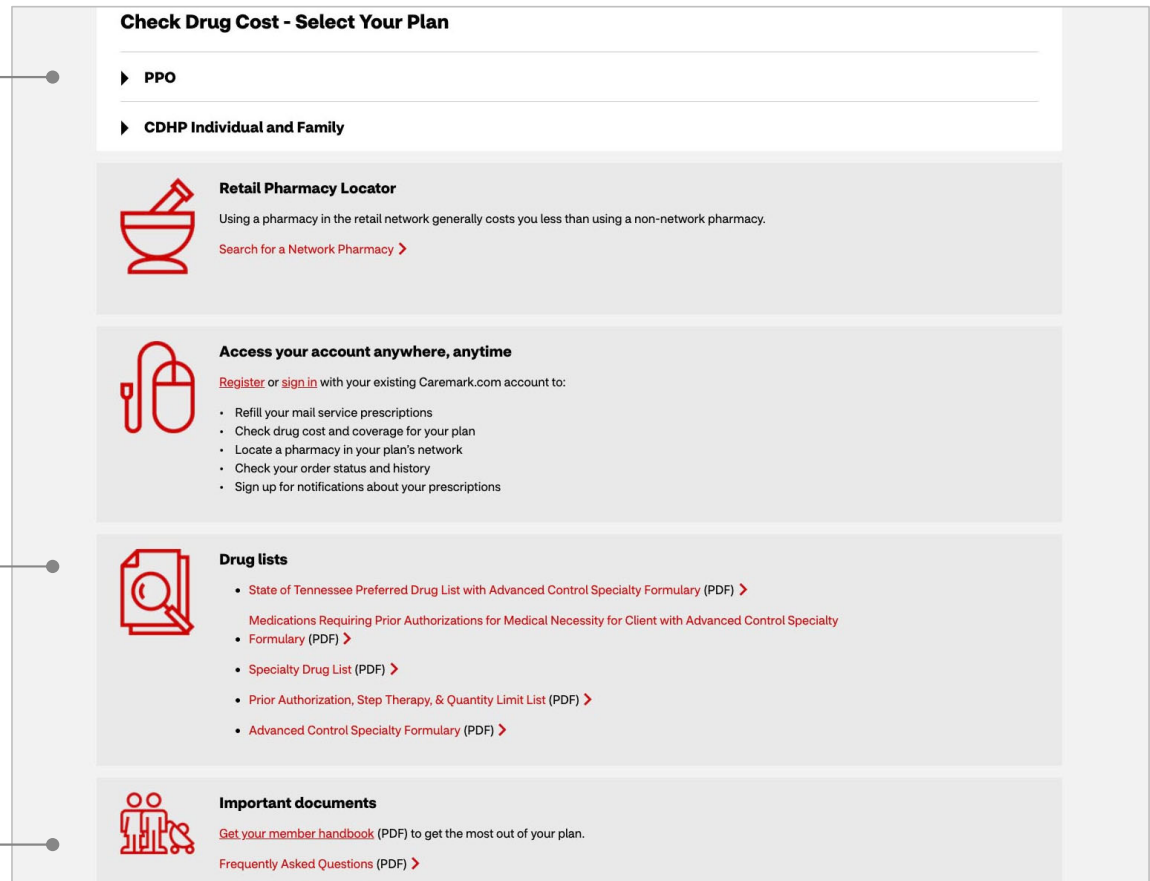 Check Drug Cost - Select Your Plan
PPO
CDHP Individual and Family
Retail Pharmacy Locator
Using a pharmacy in the retail network generally costs you less than using a non-network pharmacy.
Search for a Network Pharmacy
Access your account anywhere, anytime
Register or sign in with your existing Caremark.com account to:
• Refill your mail service prescriptions
• Check drug cost and coverage for your plan
• Locate a pharmacy in your plan's network
• Check your order status and history
• Sign up for notifications about your prescriptions
Drug lists
• State of Tennessee Preferred Drug List with Advanced Control Specialty Formulary (PDF)
Medications Requiring Prior Authorizations for Medical Necessity for Client with Advanced Control Specialty
• Formulary (PDF)
• Specialty Drug List (PDF)
• Prior Authorization, Step Therapy, & Quantity Limit List (PDF)
• Advanced Control Specialty Formulary (PDF)
Important documents
Get your member handbook (PDF) to get the most out of your plan.
Frequently Asked Questions (PDF)